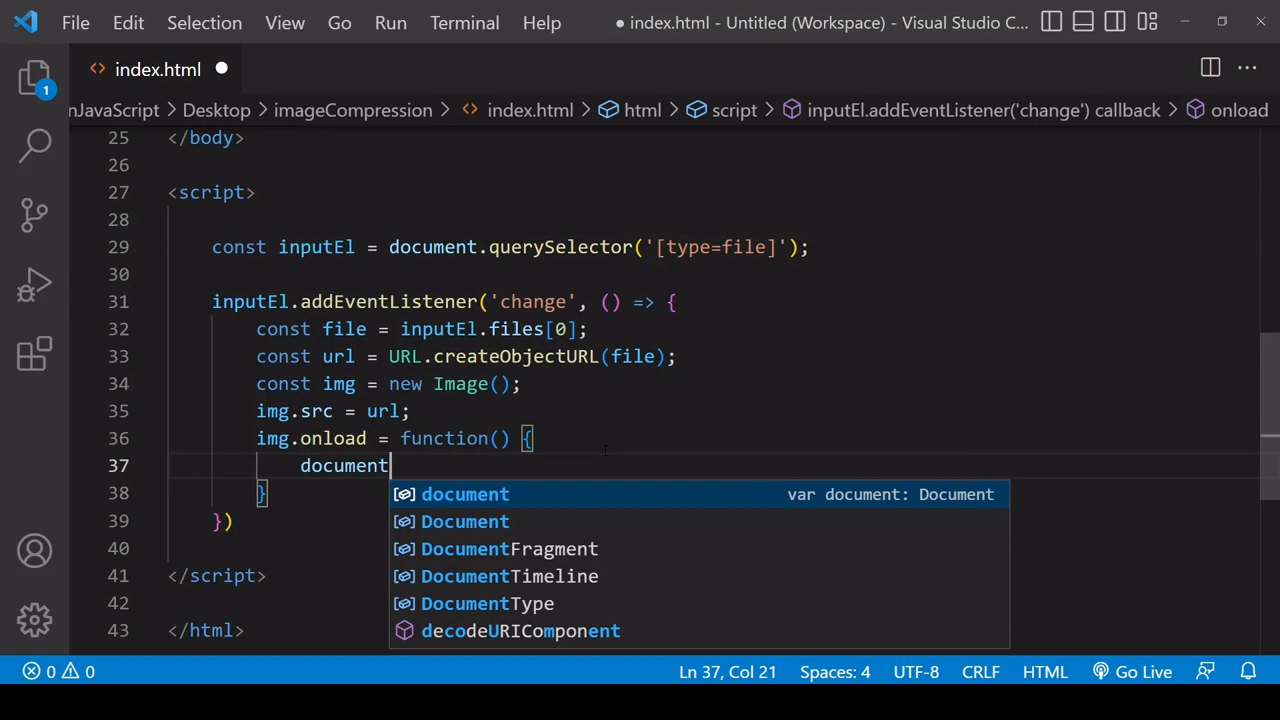 File Edit Selection View Go Run Terminal Help ● index.html - Untitled (Workspace) - Visual Studio C...
index.html
1
nJavaScript > Desktop > imageCompression > index.html > html > script > inputEl.addEventListener('change') callback > onload
25 </body>
26
27 <script>
28
29 const inputEl = document.querySelector('[type=file]');
30
31 inputEl.addEventListener('change', () => {
32 const file = inputEl.files[0];
33 const url = URL.createObjectURL(file);
34 const img = new Image();
35 img.src = url;
36 img.onload = function() {
37 document
38 }
document var document: Document
39 })
Document
40
DocumentFragment
41 </script>
DocumentTimeline
42
DocumentType
43 </html>
decodeURIComponent
0 0 Ln 37, Col 21 Spaces: 4 UTF-8 CRLF HTML Go Live